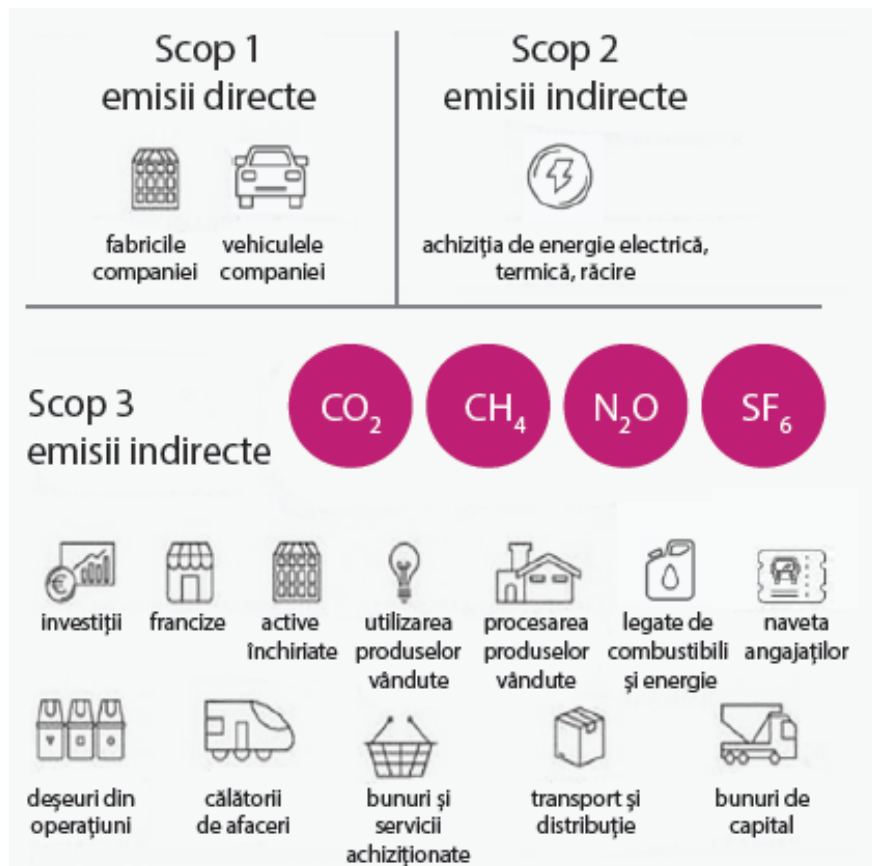 Scop 1
emisii directe
fabricile
companiei
vehiculele
companiei
Scop 2
emisii indirecte
achiziția de energie electrică,
termică, răcire
Scop 3
emisii indirecte
CO₂
CH₄
N₂O
SF₆
investiții
francize
active
închiriate
utilizarea
produselor
vândute
procesarea
produselor
vândute
legate de
combustibili
și energie
naveta
angajaților
deșeuri din
operațiuni
călătorii
de afaceri
bunuri și
servicii
achiziționate
transport și
distribuție
bunuri de
capital